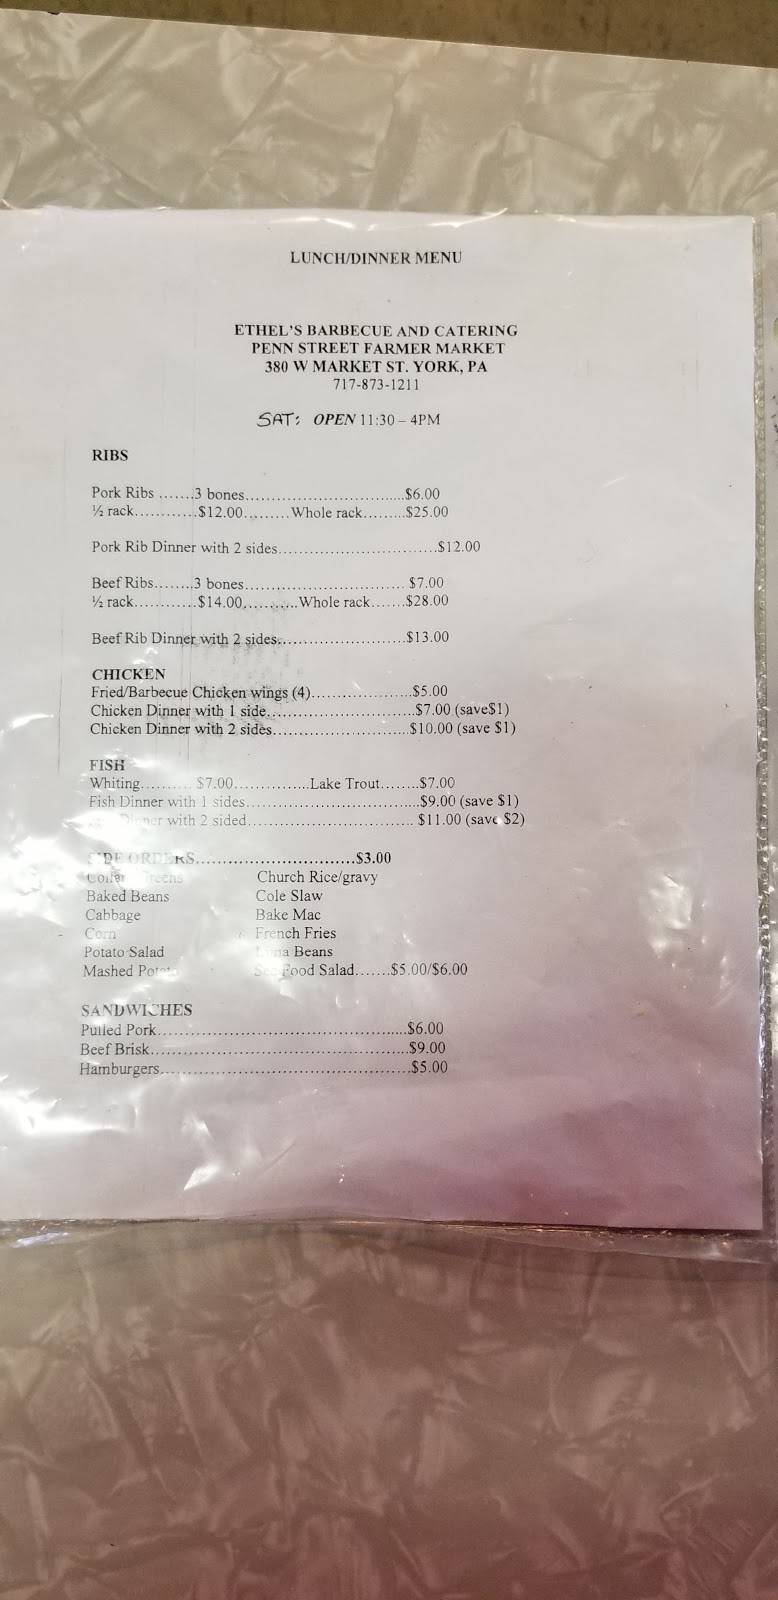 LUNCH/DINNER MENU
ETHEL'S BARBECUE AND CATERING
PENN STREET FARMER MARKET
380 W MARKET ST. YORK, PA
717-873-1211
SAT: OPEN 11:30 – 4PM
RIBS
Pork Ribs .......3 bones.................................$6.00
½ rack............$12.00.........Whole rack.........$25.00
Pork Rib Dinner with 2 sides.................................$12.00
Beef Ribs........3 bones................................. $7.00
½ rack............$14.00...........Whole rack.......$28.00
Beef Rib Dinner with 2 sides...........................$13.00
CHICKEN
Fried/Barbecue Chicken wings (4).....................$5.00
Chicken Dinner with 1 side..............................$7.00 (save$1)
Chicken Dinner with 2 sides............................$10.00 (save $1)
FISH
Whiting.......... $7.00...............Lake Trout........$7.00
Fish Dinner with 1 sides...................................$9.00 (save $1)
Dinner with 2 sided................................. $11.00 (save $2)
SIDE ORDERS.................................$3.00
Collar Greens Church Rice/gravy
Baked Beans Cole Slaw
Cabbage Bake Mac
Corn French Fries
Potato Salad Lima Beans
Mashed Sea Food Salad.......$5.00/$6.00
SANDWICHES
Pulled Pork..................................................$6.00
Beef Brisk....................................................$9.00
Hamburgers..................................................$5.00